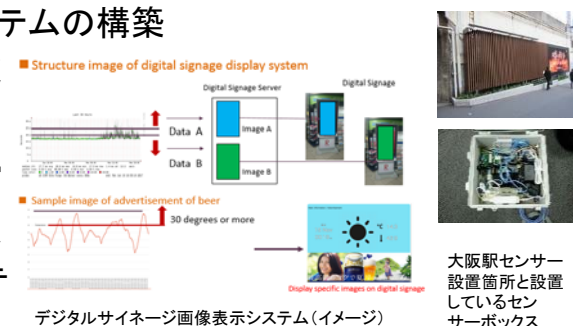 テムの構築
■ Structure image of digital signage display system
Digital Signage Server
Digital Signage
Data A
Image A
Data B
Image B
■ Sample image of advertisement of beer
30 degrees or more
Display specific images on digital signage
デジタルサイネージ画像表示システム(イメージ)
大阪駅センサー
設置箇所と設置
しているセン
サーボックス